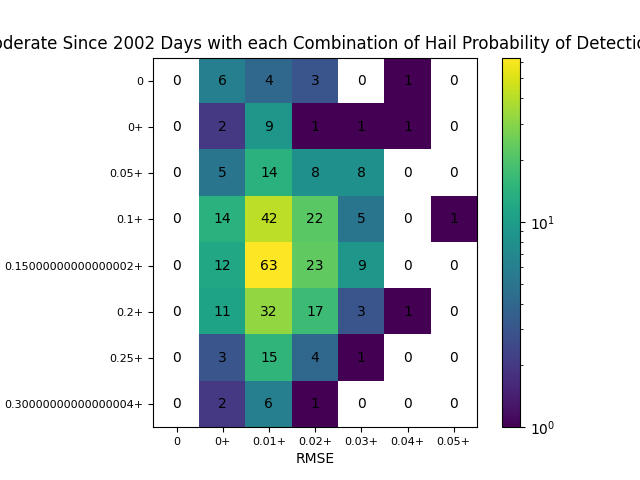 oderate Since 2002 Days with each Combination of Hail Probability of Detectio
0 0 6 4 3 0 1 0
0+ 0 2 9 1 1 1 0
0.05+ 0 5 14 8 8 0 0
0.1+ 0 14 42 22 5 0 1
0.15000000000000002+ 0 12 63 23 9 0 0
0.2+ 0 11 32 17 3 1 0
0.25+ 0 3 15 4 1 0 0
0.30000000000000004+ 0 2 6 1 0 0 0
0 0+ 0.01+ 0.02+ 0.03+ 0.04+ 0.05+
RMSE
10¹
10⁰